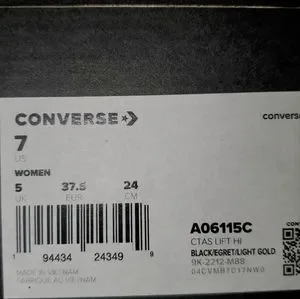 CONVERSE
converse
7
US
WOMEN
5 37.5 24
UK EUR CM
1 94434 24349 9
A06115C
CTAS LIFT HI
BLACK/EGRET/LIGHT GOLD
9K-2212-M88
MADE IN VIETNAM
FABRIQUE AU VIETNAM